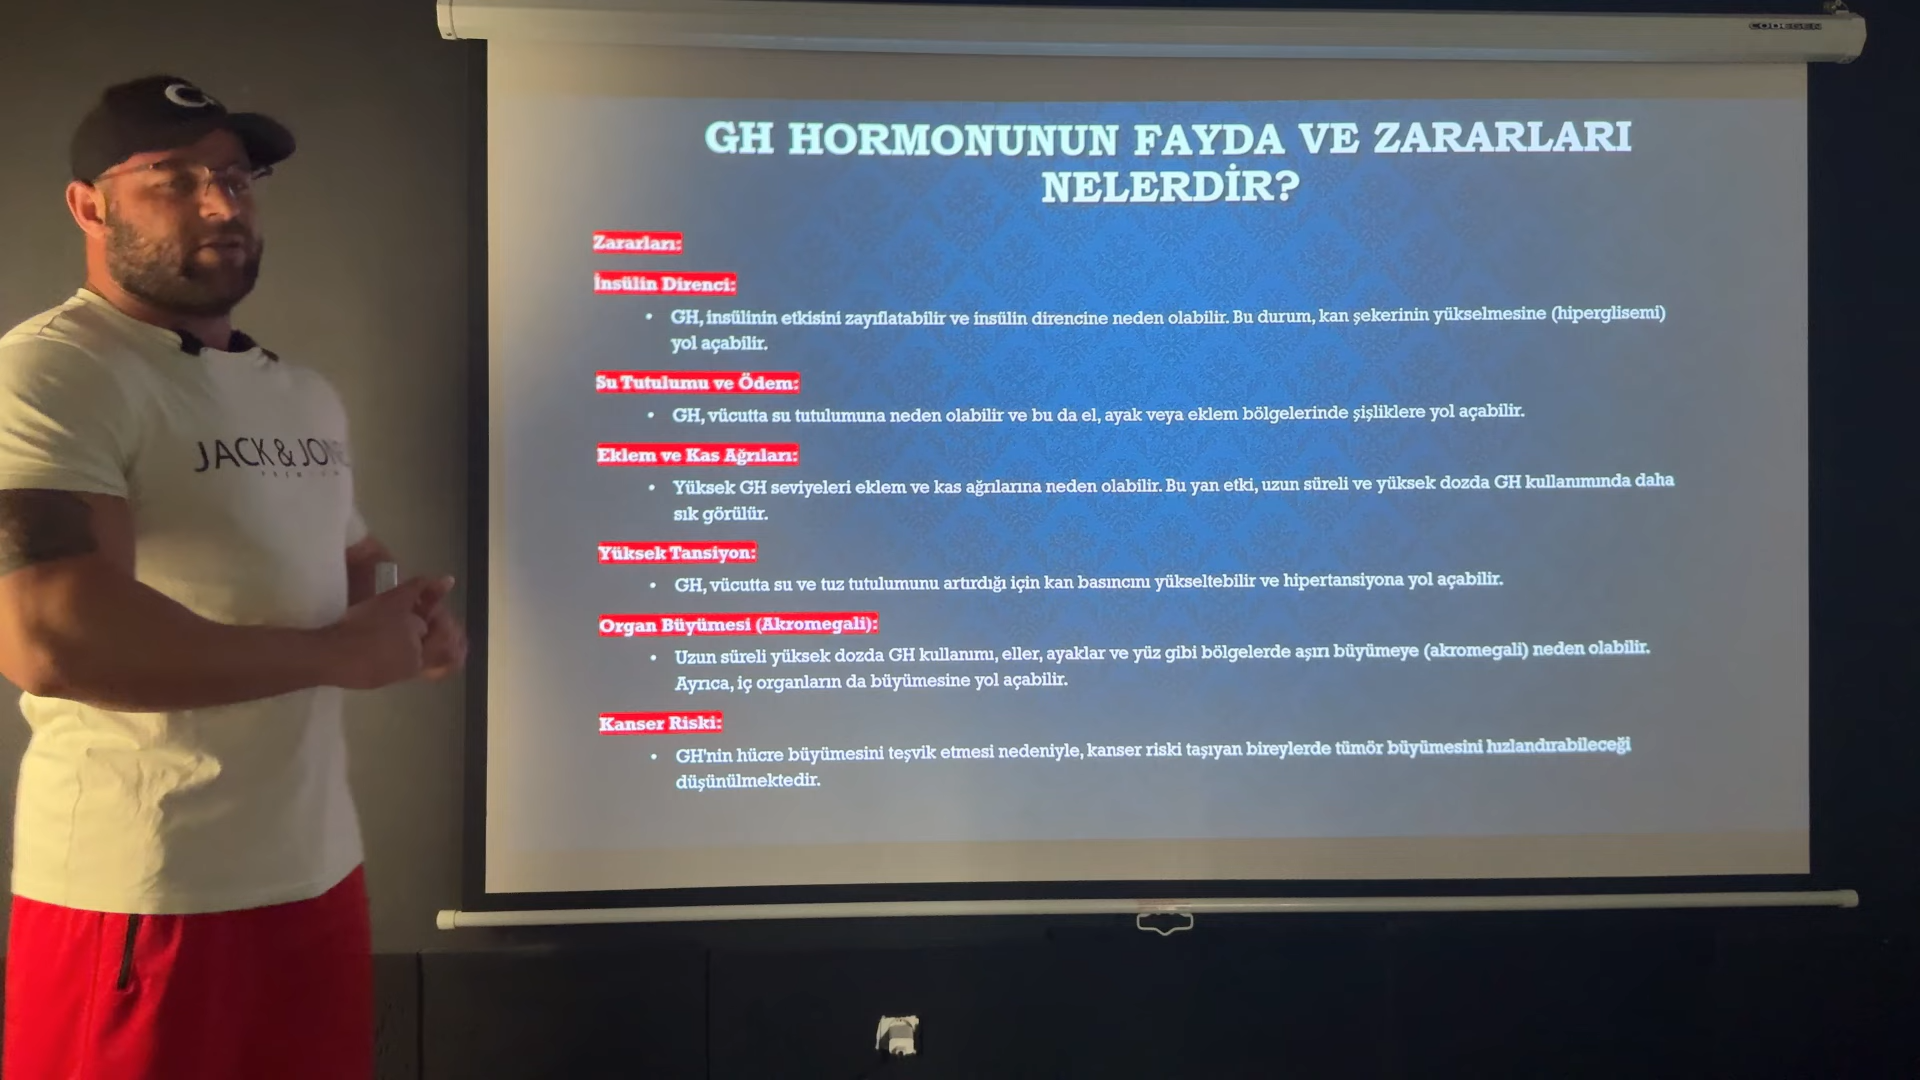 CODESEN
GH HORMONUNUN FAYDA VE ZARARLARI
NELERDİR?
Zararları:
İnsülin Direnci:
• GH, insülinin etkisini zayıflatabilir ve insülin direncine neden olabilir. Bu durum, kan şekerinin yükselmesine (hiperglisemi)
yol açabilir.
Su Tutulumu ve Ödem:
• GH, vücutta su tutulumuna neden olabilir ve bu da el, ayak veya eklem bölgelerinde şişliklere yol açabilir.
Eklem ve Kas Ağrıları:
• Yüksek GH seviyeleri eklem ve kas ağrılarına neden olabilir. Bu yan etki, uzun süreli ve yüksek dozda GH kullanımında daha
sık görülür.
Yüksek Tansiyon:
• GH, vücutta su ve tuz tutulumunu artırdığı için kan basıncını yükseltebilir ve hipertansiyona yol açabilir.
Organ Büyümesi (Akromegali):
• Uzun süreli yüksek dozda GH kullanımı, eller, ayaklar ve yüz gibi bölgelerde aşırı büyümeye (akromegali) neden olabilir.
Ayrıca, iç organların da büyümesine yol açabilir.
Kanser Riski:
• GH'nin hücre büyümesini teşvik etmesi nedeniyle, kanser riski taşıyan bireylerde tümör büyümesini hızlandırabileceği
düşünülmektedir.
JACK & JONES